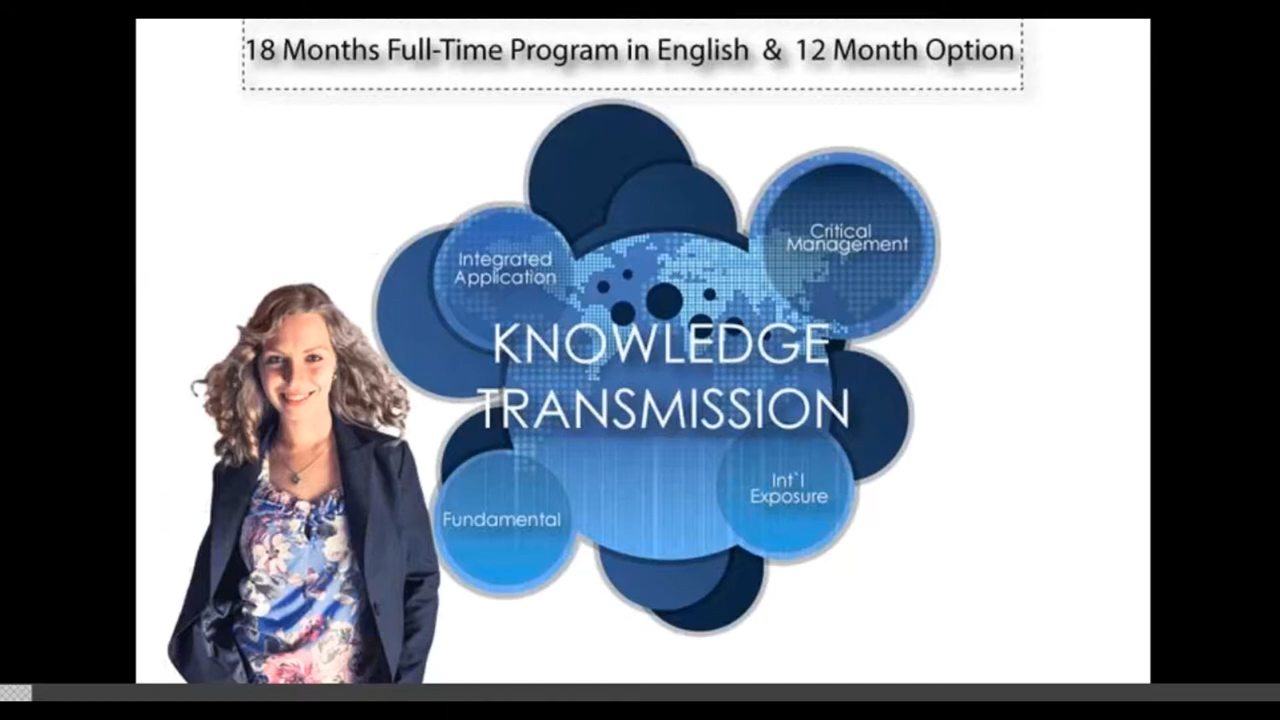 18 Months Full-Time Program in English & 12 Month Option
Critical
Management
Integrated
Application
KNOWLEDGE
TRANSMISSION
Int`l
Exposure
Fundamental